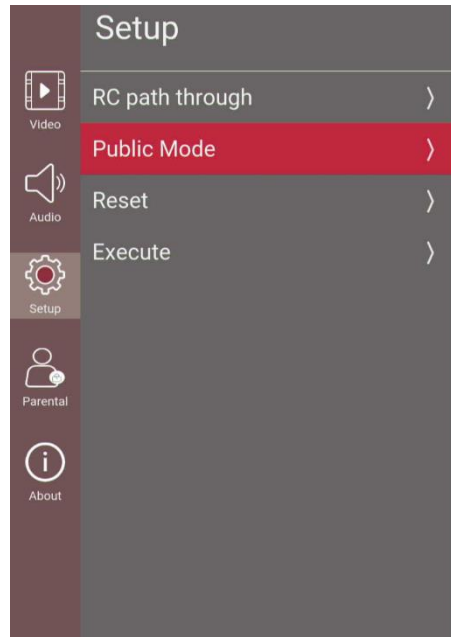 Setup
RC path through
Public Mode
Reset
Execute
Video
Audio
Setup
Parental
About